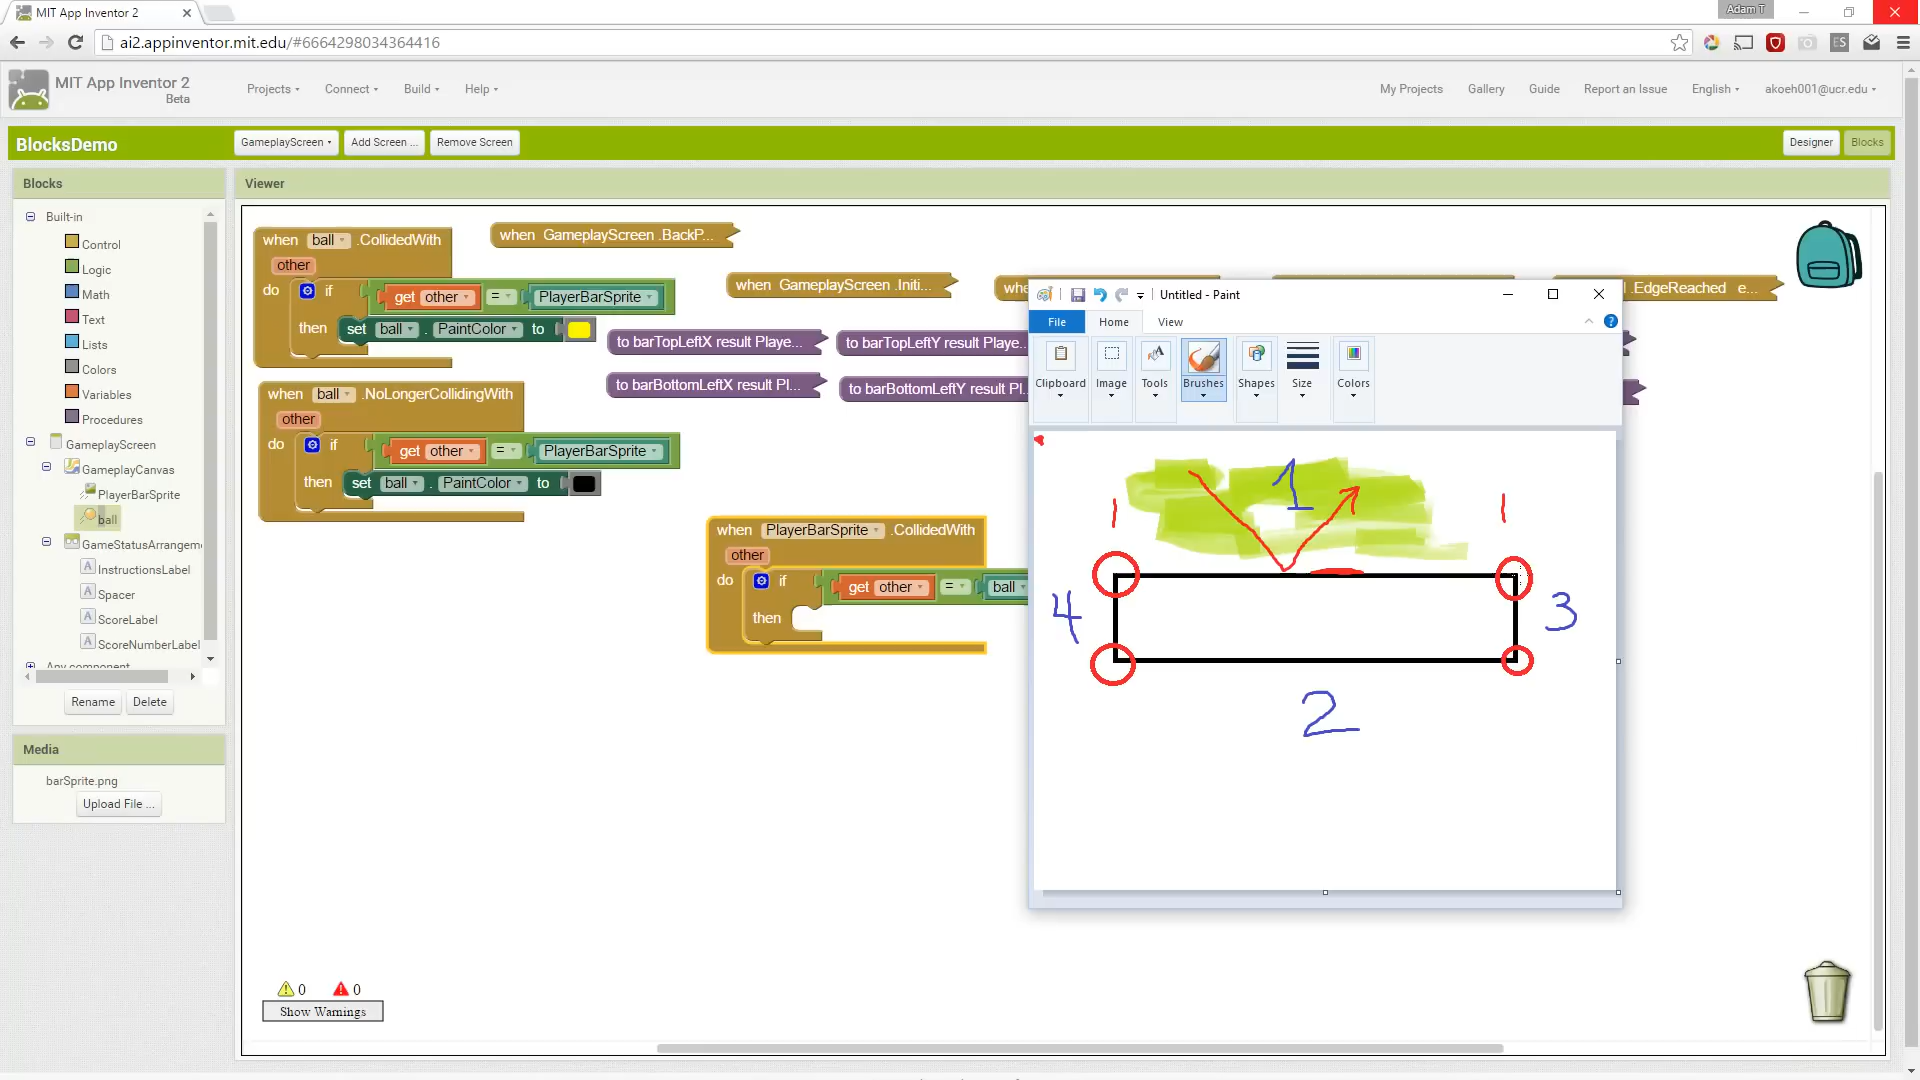 MIT App Inventor 2
Adam T
ai2.appinventor.mit.edu/#6664298034364416
ES
MIT App Inventor 2
Beta
Projects
Connect
Build
Help
My Projects
Gallery
Guide
Report an Issue
English
akoeh001@ucr.edu
BlocksDemo
GameplayScreen
Add Screen ...
Remove Screen
Designer
Blocks
Blocks
Viewer
Built-in
Control
Logic
Math
Text
Lists
Colors
Variables
Procedures
GameplayScreen
GameplayCanvas
PlayerBarSprite
ball
GameStatusArrangeme
InstructionsLabel
Spacer
ScoreLabel
ScoreNumberLabel
Any component
Rename
Delete
Media
barSprite.png
Upload File ...
when ball .CollidedWith
other
do if get other = PlayerBarSprite
then set ball . PaintColor to
when ball .NoLongerCollidingWith
other
do if get other = PlayerBarSprite
then set ball . PaintColor to
when GameplayScreen .BackP...
when GameplayScreen .Initi...
.EdgeReached e...
to barTopLeftX result Playe...
to barTopLeftY result Playe...
to barBottomLeftX result Pl...
to barBottomLeftY result Pl
when PlayerBarSprite .CollidedWith
other
do if get other = ball
then
Untitled - Paint
File
Home
View
Clipboard
Image
Tools
Brushes
Shapes
Size
Colors
1
4
3
2
0
0
Show Warnings